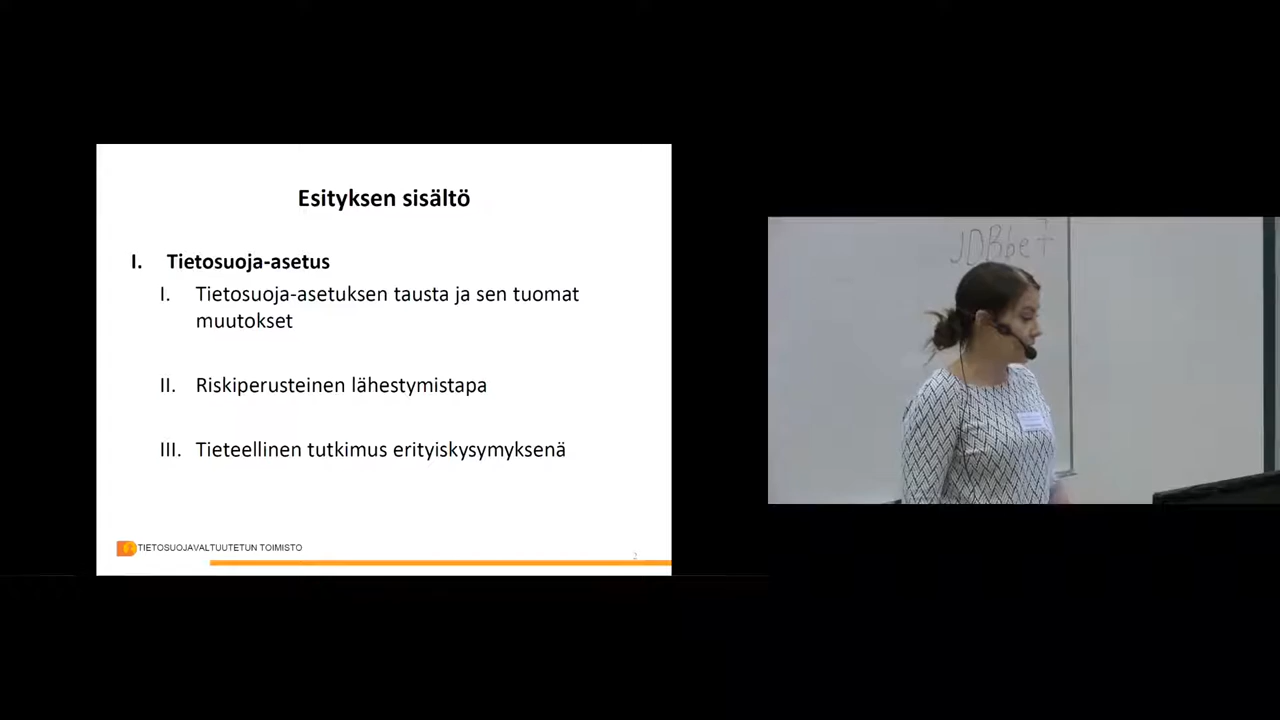 Esityksen sisältö
I. Tietosuoja-asetus
I. Tietosuoja-asetuksen tausta ja sen tuomat
muutokset
II. Riskiperusteinen lähestymistapa
III. Tieteellinen tutkimus erityiskysymyksenä
TIETOSUOJAVALTUUTETUN TOIMISTO
2